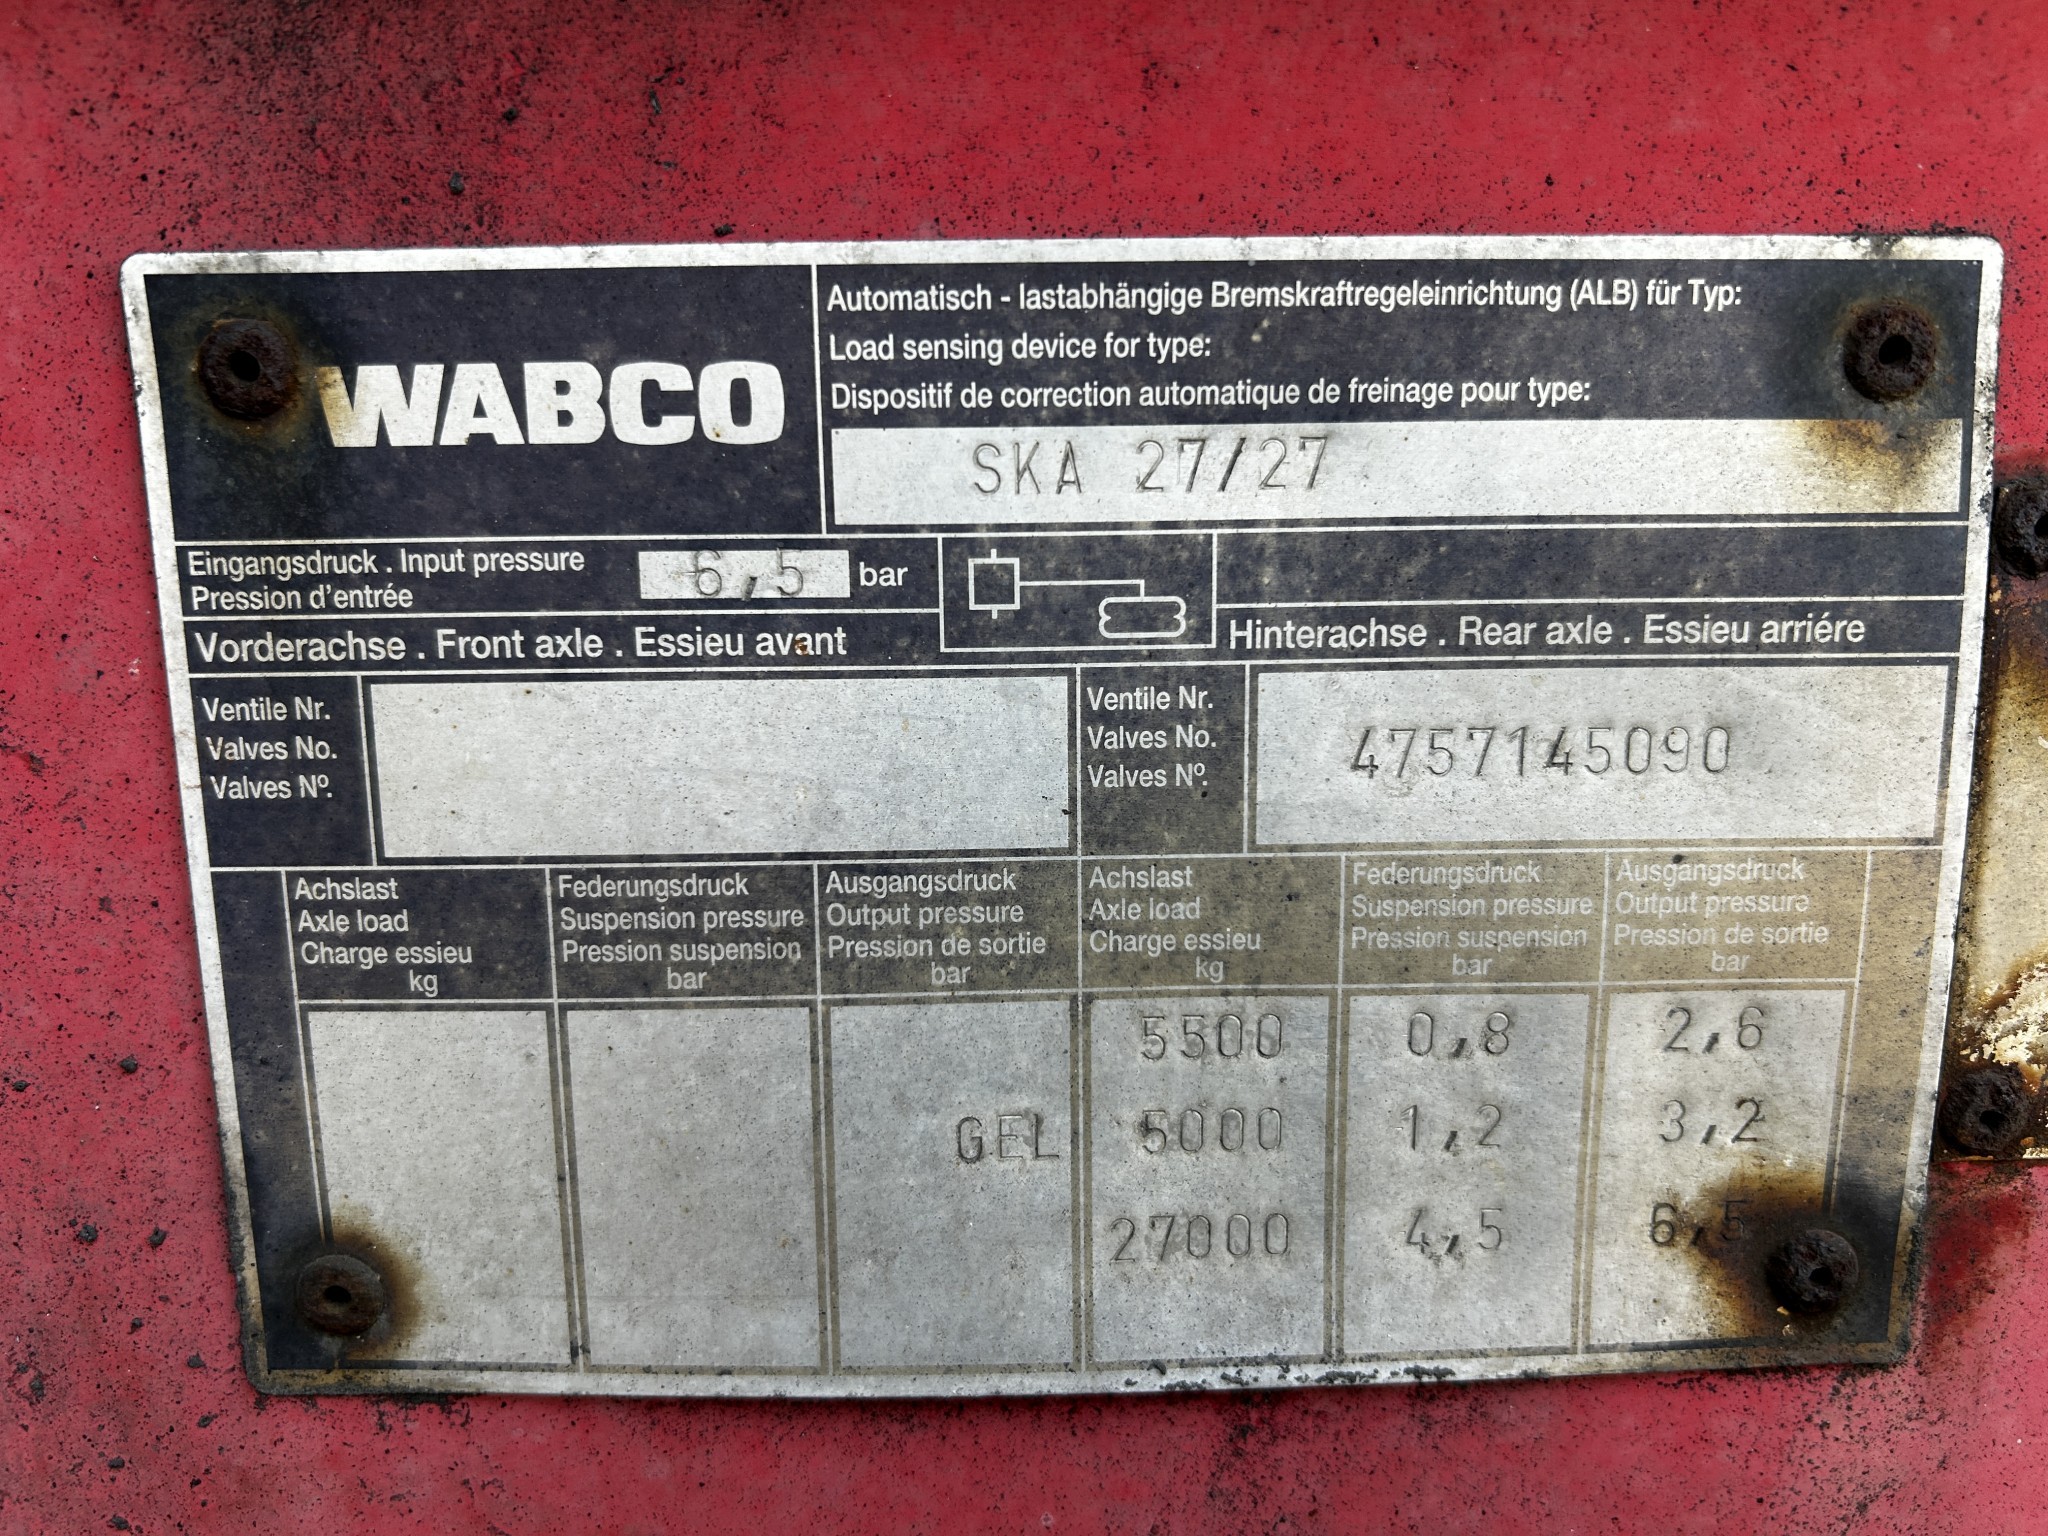 WABCO
Automatisch - lastabhängige Bremskraftregeleinrichtung (ALB) für Typ:
Load sensing device for type:
Dispositif de correction automatique de freinage pour type:
SKA 27/27
Eingangsdruck . Input pressure
Pression d'entrée
6,5 bar
Vorderachse . Front axle . Essieu avant
Hinterachse . Rear axle . Essieu arriére
Ventile Nr.
Valves No.
Valves Nº.
Ventile Nr.
Valves No.
Valves Nº.
4757145090
Achslast
Axle load
Charge essieu
kg
Federungsdruck
Suspension pressure
Pression suspension
bar
Ausgangsdruck
Output pressure
Pression de sortie
bar
Achslast
Axle load
Charge essieu
kg
Federungsdruck
Suspension pressure
Pression suspension
bar
Ausgangsdruck
Output pressure
Pression de sortie
bar
5500 0,8 2,6
GEL 5000 1,2 3,2
27000 4,5 6,5